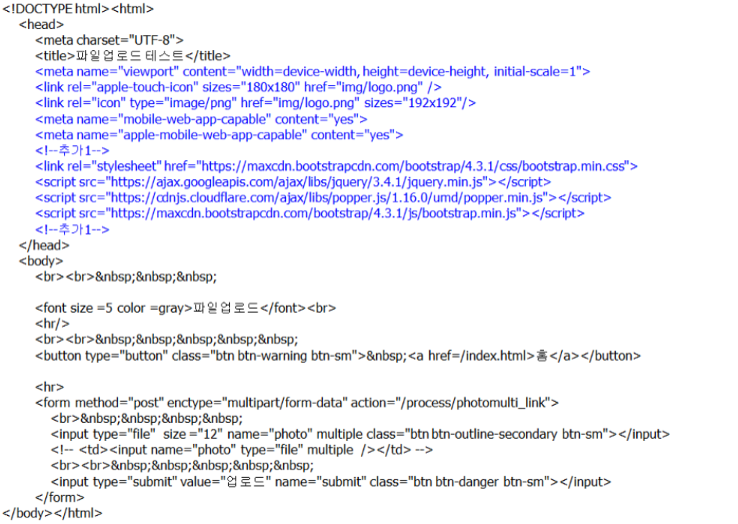 <!DOCTYPE html><html>
<head>
<meta charset="UTF-8">
<title>파일업로드 테스트</title>
<meta name="viewport" content="width=device-width, height=device-height, initial-scale=1">
<link rel="apple-touch-icon" sizes="180x180" href="img/logo.png" />
<link rel="icon" type="image/png" href="img/logo.png" sizes="192x192"/>
<meta name="mobile-web-app-capable" content="yes">
<meta name="apple-mobile-web-app-capable" content="yes">
<!--추가1-->
<link rel="stylesheet" href="https://maxcdn.bootstrapcdn.com/bootstrap/4.3.1/css/bootstrap.min.css">
<script src="https://ajax.googleapis.com/ajax/libs/jquery/3.4.1/jquery.min.js"></script>
<script src="https://cdnjs.cloudflare.com/ajax/libs/popper.js/1.16.0/umd/popper.min.js"></script>
<script src="https://maxcdn.bootstrapcdn.com/bootstrap/4.3.1/js/bootstrap.min.js"></script>
<!--추가1-->
</head>
<body>
<br><br>&nbsp;&nbsp;&nbsp;
<font size =5 color =gray>파일업로드</font><br>
<hr/>
<br><br>&nbsp;&nbsp;&nbsp;&nbsp;&nbsp;
<button type="button" class="btn btn-warning btn-sm">&nbsp;<a href=/index.html>홈</a></button>
<hr>
<form method="post" enctype="multipart/form-data" action="/process/photomulti_link">
<br>&nbsp;&nbsp;&nbsp;&nbsp;
<input type="file" size ="12" name="photo" multiple class="btn btn-outline-secondary btn-sm"></input>
<!-- <td><input name="photo" type="file" multiple /></td> -->
<br><br>&nbsp;&nbsp;&nbsp;&nbsp;&nbsp;
<input type="submit" value="업로드" name="submit" class="btn btn-danger btn-sm"></input>
</form>
</body></html>